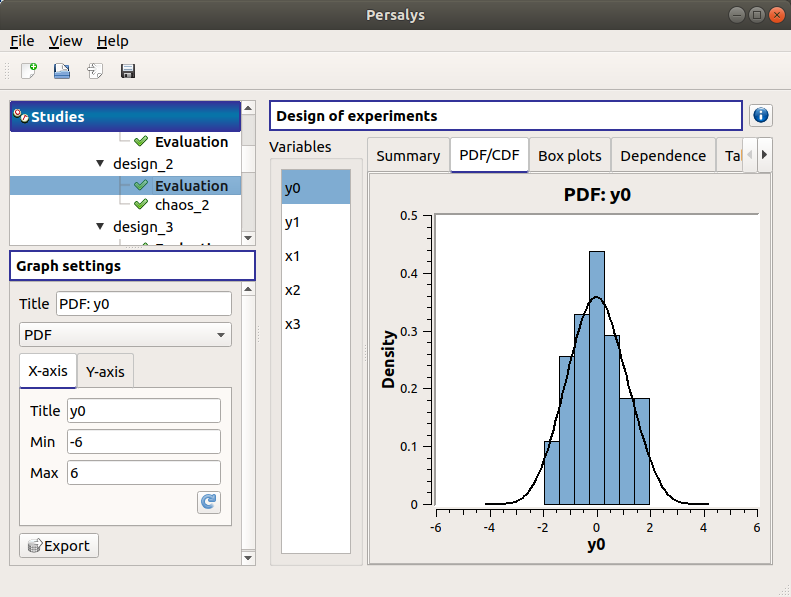 Persalys
File View Help
Studies
Evaluation
design_2
Evaluation
chaos_2
design_3
Graph settings
Title PDF: y0
PDF
X-axis Y-axis
Title y0
Min -6
Max 6
Export
Design of experiments
Variables
y0
y1
x1
x2
x3
Summary PDF/CDF Box plots Dependence Ta
PDF: y0
Density
0.5
0.4
0.3
0.2
0.1
0
-6 -4 -2 0 2 4 6
y0